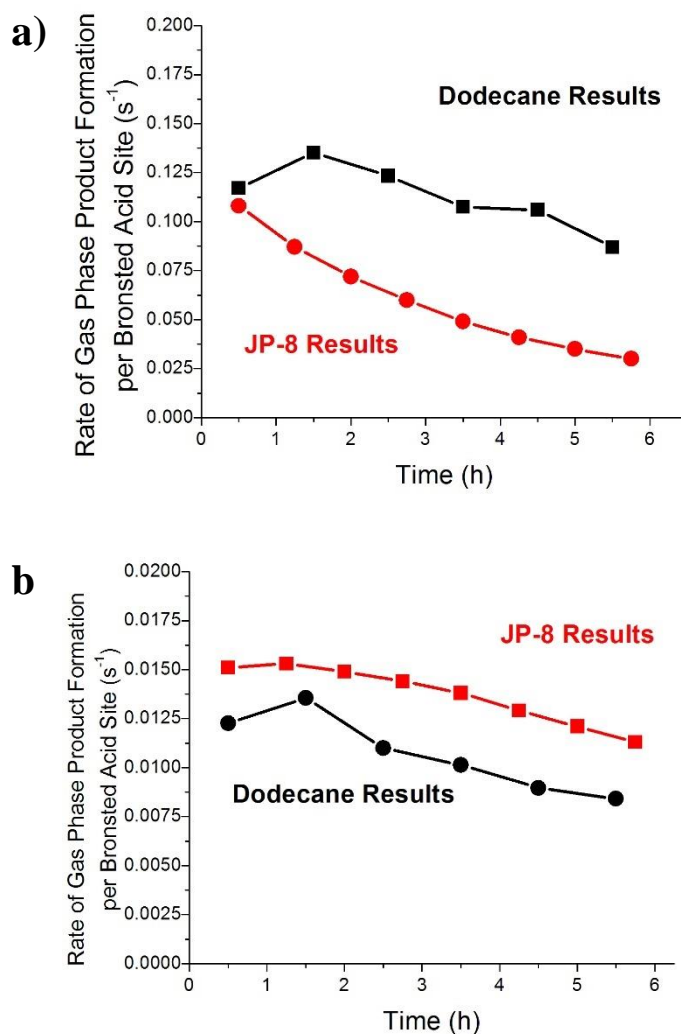 a)
Rate of Gas Phase Product Formation
per Bronsted Acid Site (s⁻¹)
0.200
0.175
0.150
0.125
0.100
0.075
0.050
0.025
0.000
Dodecane Results
JP-8 Results
0 1 2 3 4 5 6
Time (h)
b
Rate of Gas Phase Product Formation
per Bronsted Acid Site (s⁻¹)
0.0200
0.0175
0.0150
0.0125
0.0100
0.0075
0.0050
0.0025
0.0000
JP-8 Results
Dodecane Results
0 1 2 3 4 5 6
Time (h)